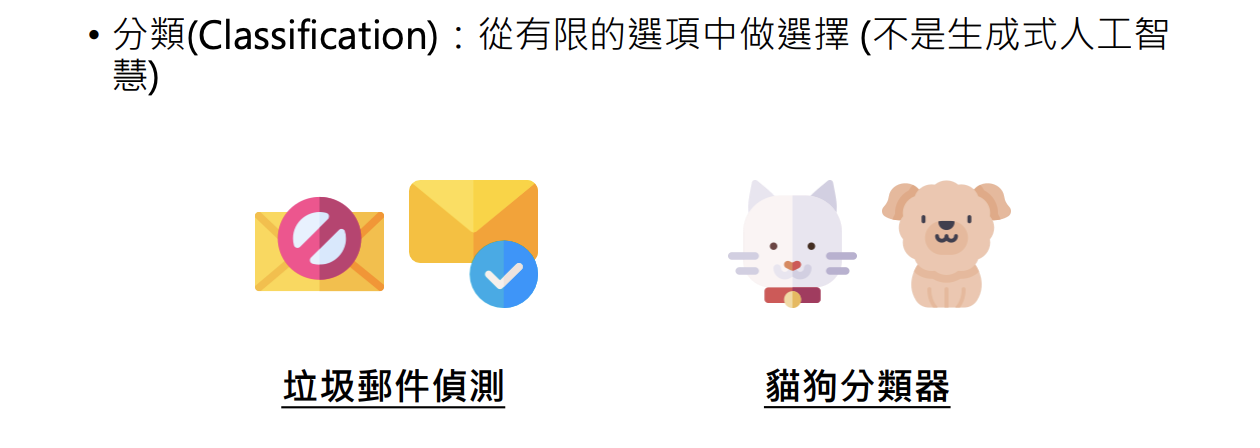 • 分類(Classification)：從有限的選項中做選擇 (不是生成式人工智
慧)
垃圾郵件偵測
貓狗分類器